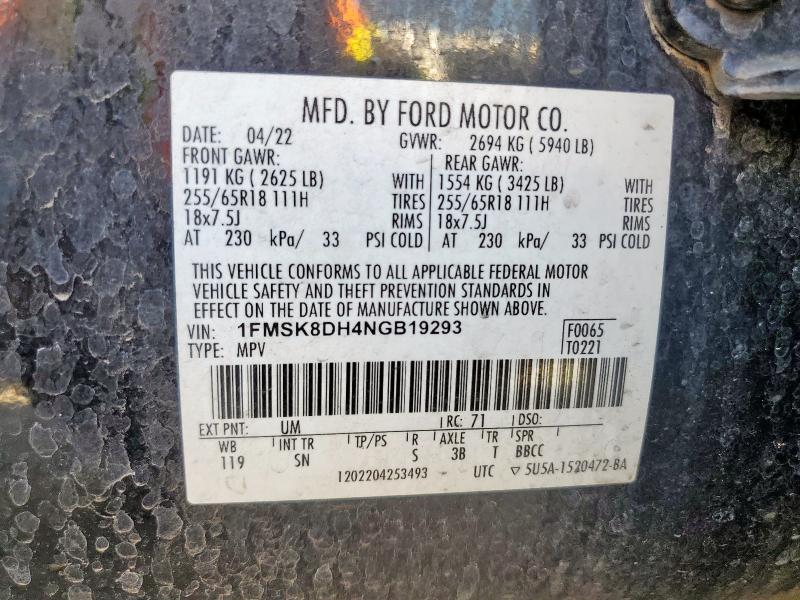 MFD. BY FORD MOTOR CO.
DATE: 04/22 GVWR: 2694 KG ( 5940 LB)
FRONT GAWR: REAR GAWR:
1191 KG ( 2625 LB) WITH 1554 KG ( 3425 LB) WITH
255/65R18 111H TIRES 255/65R18 111H TIRES
18x7.5J RIMS 18x7.5J RIMS
AT 230 kPa/ 33 PSI COLD AT 230 kPa/ 33 PSI COLD
THIS VEHICLE CONFORMS TO ALL APPLICABLE FEDERAL MOTOR
VEHICLE SAFETY AND THEFT PREVENTION STANDARDS IN
EFFECT ON THE DATE OF MANUFACTURE SHOWN ABOVE.
VIN: 1FMSK8DH4NGB19293 F0065
TYPE: MPV T0221
EXT PNT: UM RC: 71 DSO:
WB INT TR TP/PS R AXLE TR SPR
119 SN S 3B T BBCC
1202204253493 UTC ▽ 5U5A-1520472-BA